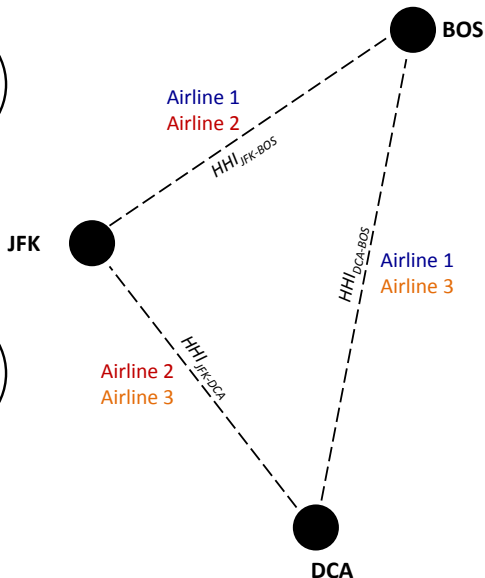 BOS
Airline 1
Airline 2
HHI JFK-BOS
JFK
HHI DCA-BOS
Airline 1
Airline 3
HHI JFK-DCA
Airline 2
Airline 3
DCA